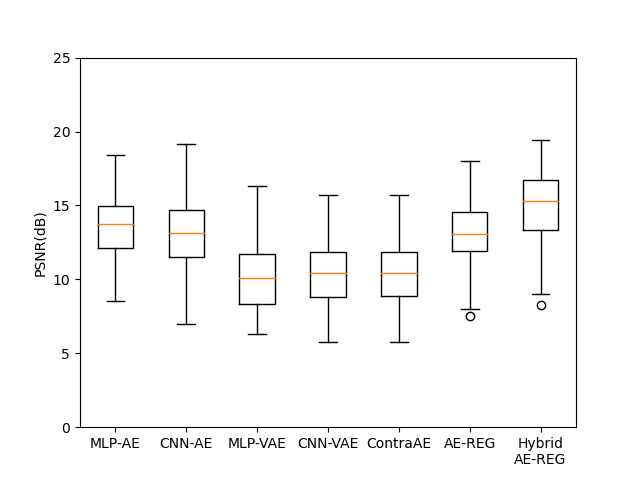 25
20
15
10
5
0
PSNR(dB)
MLP-AE
CNN-AE
MLP-VAE
CNN-VAE
ContraAE
AE-REG
Hybrid
AE-REG